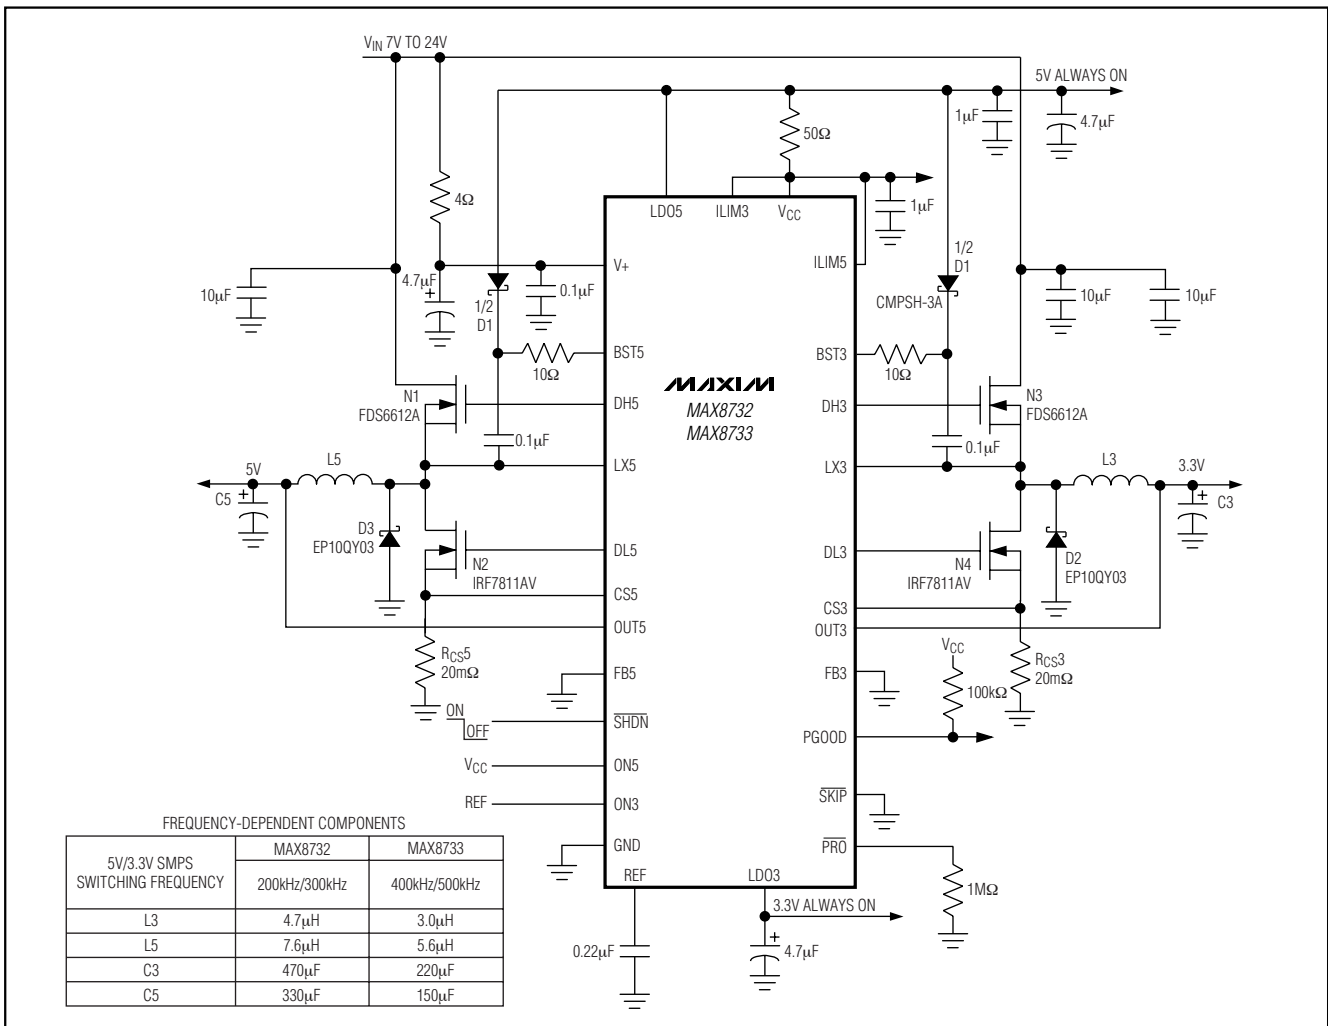 V_IN 7V TO 24V
5V ALWAYS ON
1µF
4.7µF
50Ω
4Ω
LDO5
ILIM3
V_CC
1µF
V+
ILIM5
1/2
D1
CMPSH-3A
10µF
4.7µF
+
1/2
D1
0.1µF
10µF
10µF
BST5
10Ω
BST3
10Ω
MAXIM
MAX8732
MAX8733
N1
FDS6612A
DH5
DH3
N3
FDS6612A
0.1µF
0.1µF
5V
L5
LX5
LX3
L3
3.3V
C5
+
+
C3
D3
EP10QY03
N2
IRF7811AV
DL5
DL3
N4
IRF7811AV
D2
EP10QY03
CS5
CS3
OUT5
OUT3
R_CS5
20mΩ
V_CC
R_CS3
20mΩ
FB5
FB3
100kΩ
ON
OFF
SHDN
PGOOD
V_CC
ON5
REF
ON3
SKIP
GND
PRO
REF
LDO3
1MΩ
3.3V ALWAYS ON
0.22µF
+
4.7µF
FREQUENCY-DEPENDENT COMPONENTS
5V/3.3V SMPS SWITCHING FREQUENCY MAX8732 MAX8733
200kHz/300kHz 400kHz/500kHz
L3 4.7µH 3.0µH
L5 7.6µH 5.6µH
C3 470µF 220µF
C5 330µF 150µF